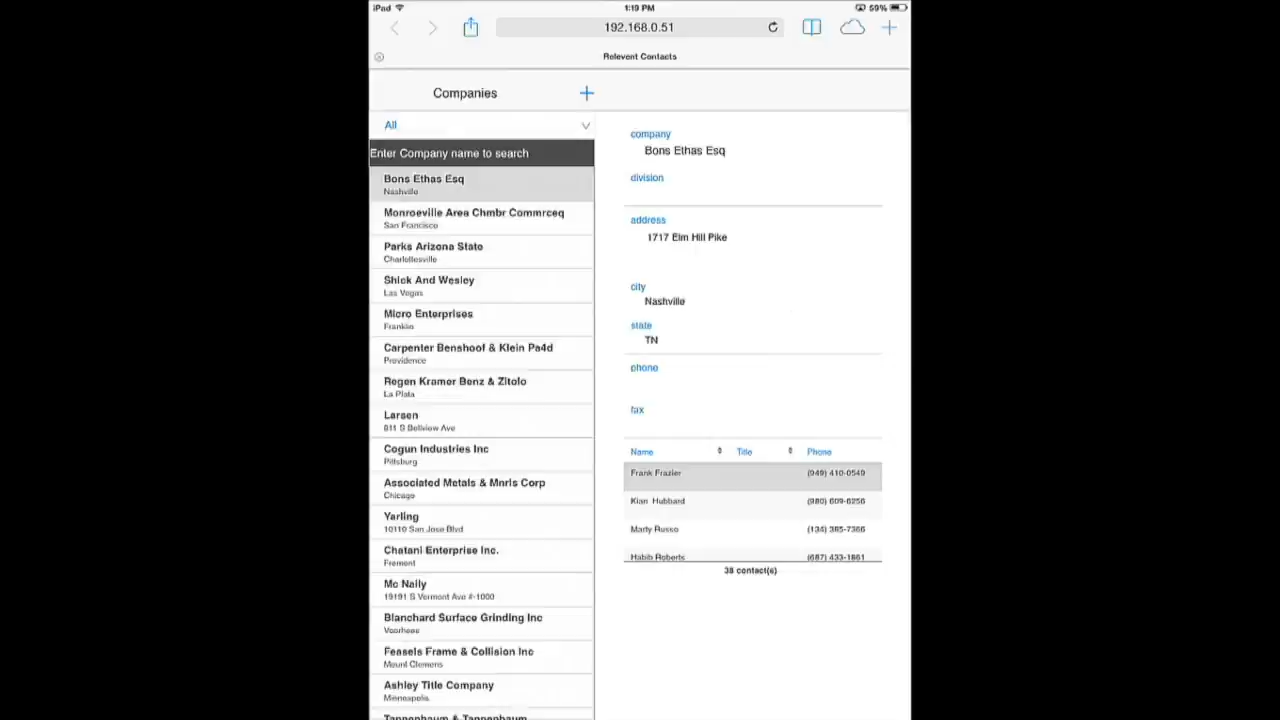 iPad 1:19 PM 59%
192.168.0.51
Relevent Contacts
Companies
All
Enter Company name to search
Bons Ethas Esq
Nashville
Monroeville Area Chmbr Commrceq
San Francisco
Parks Arizona State
Charlottesville
Shick And Wesley
Las Vegas
Micro Enterprises
Franklin
Carpenter Benshoof & Klein Pa4d
Providence
Regen Kramer Benz & Zitolo
La Plata
Larsen
811 S Bellview Ave
Cogun Industries Inc
Pittsburg
Associated Metals & Mnrls Corp
Chicago
Yarling
10110 San Jose Blvd
Chatani Enterprise Inc.
Fremont
Mc Nally
19191 S Vermont Ave #-1000
Blanchard Surface Grinding Inc
Voorhees
Feasels Frame & Collision Inc
Mount Clemens
Ashley Title Company
Minneapolis
Tannenbaum & Tannenbaum
company
Bons Ethas Esq
division
address
1717 Elm Hill Pike
city
Nashville
state
TN
phone
fax
Name Title Phone
Frank Frazier (949) 410-0549
Kian Hubbard (980) 609-6256
Marty Russo (134) 385-7366
Habib Roberts (687) 433-1861
38 contact(s)